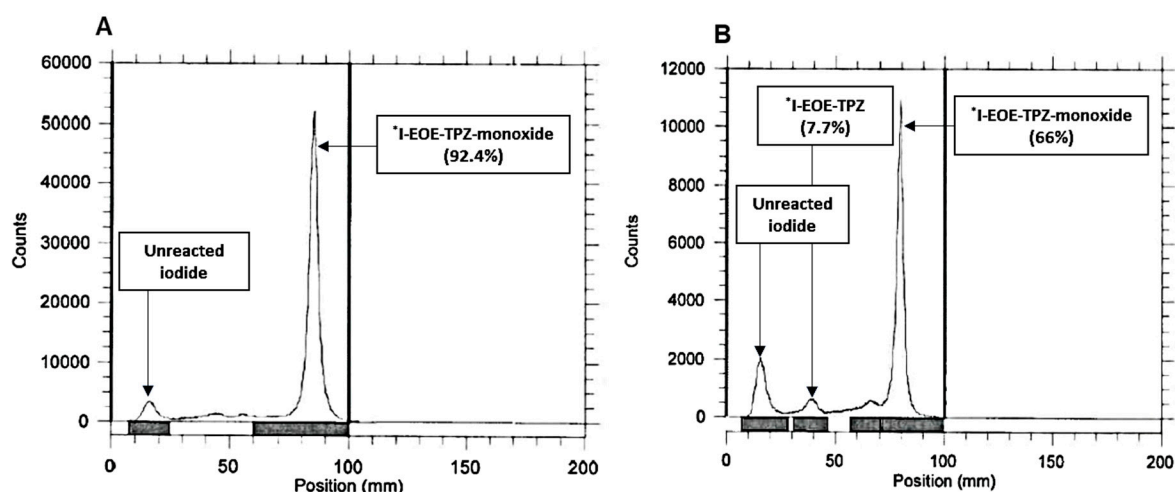 A
60000
50000
40000
30000
20000
10000
0
Counts
*I-EOE-TPZ-monoxide
(92.4%)
Unreacted
iodide
0 50 100 150 200
Position (mm)
B
12000
10000
8000
6000
4000
2000
0
Counts
*I-EOE-TPZ
(7.7%)
*I-EOE-TPZ-monoxide
(66%)
Unreacted
iodide
0 50 100 150 200
Position (mm)